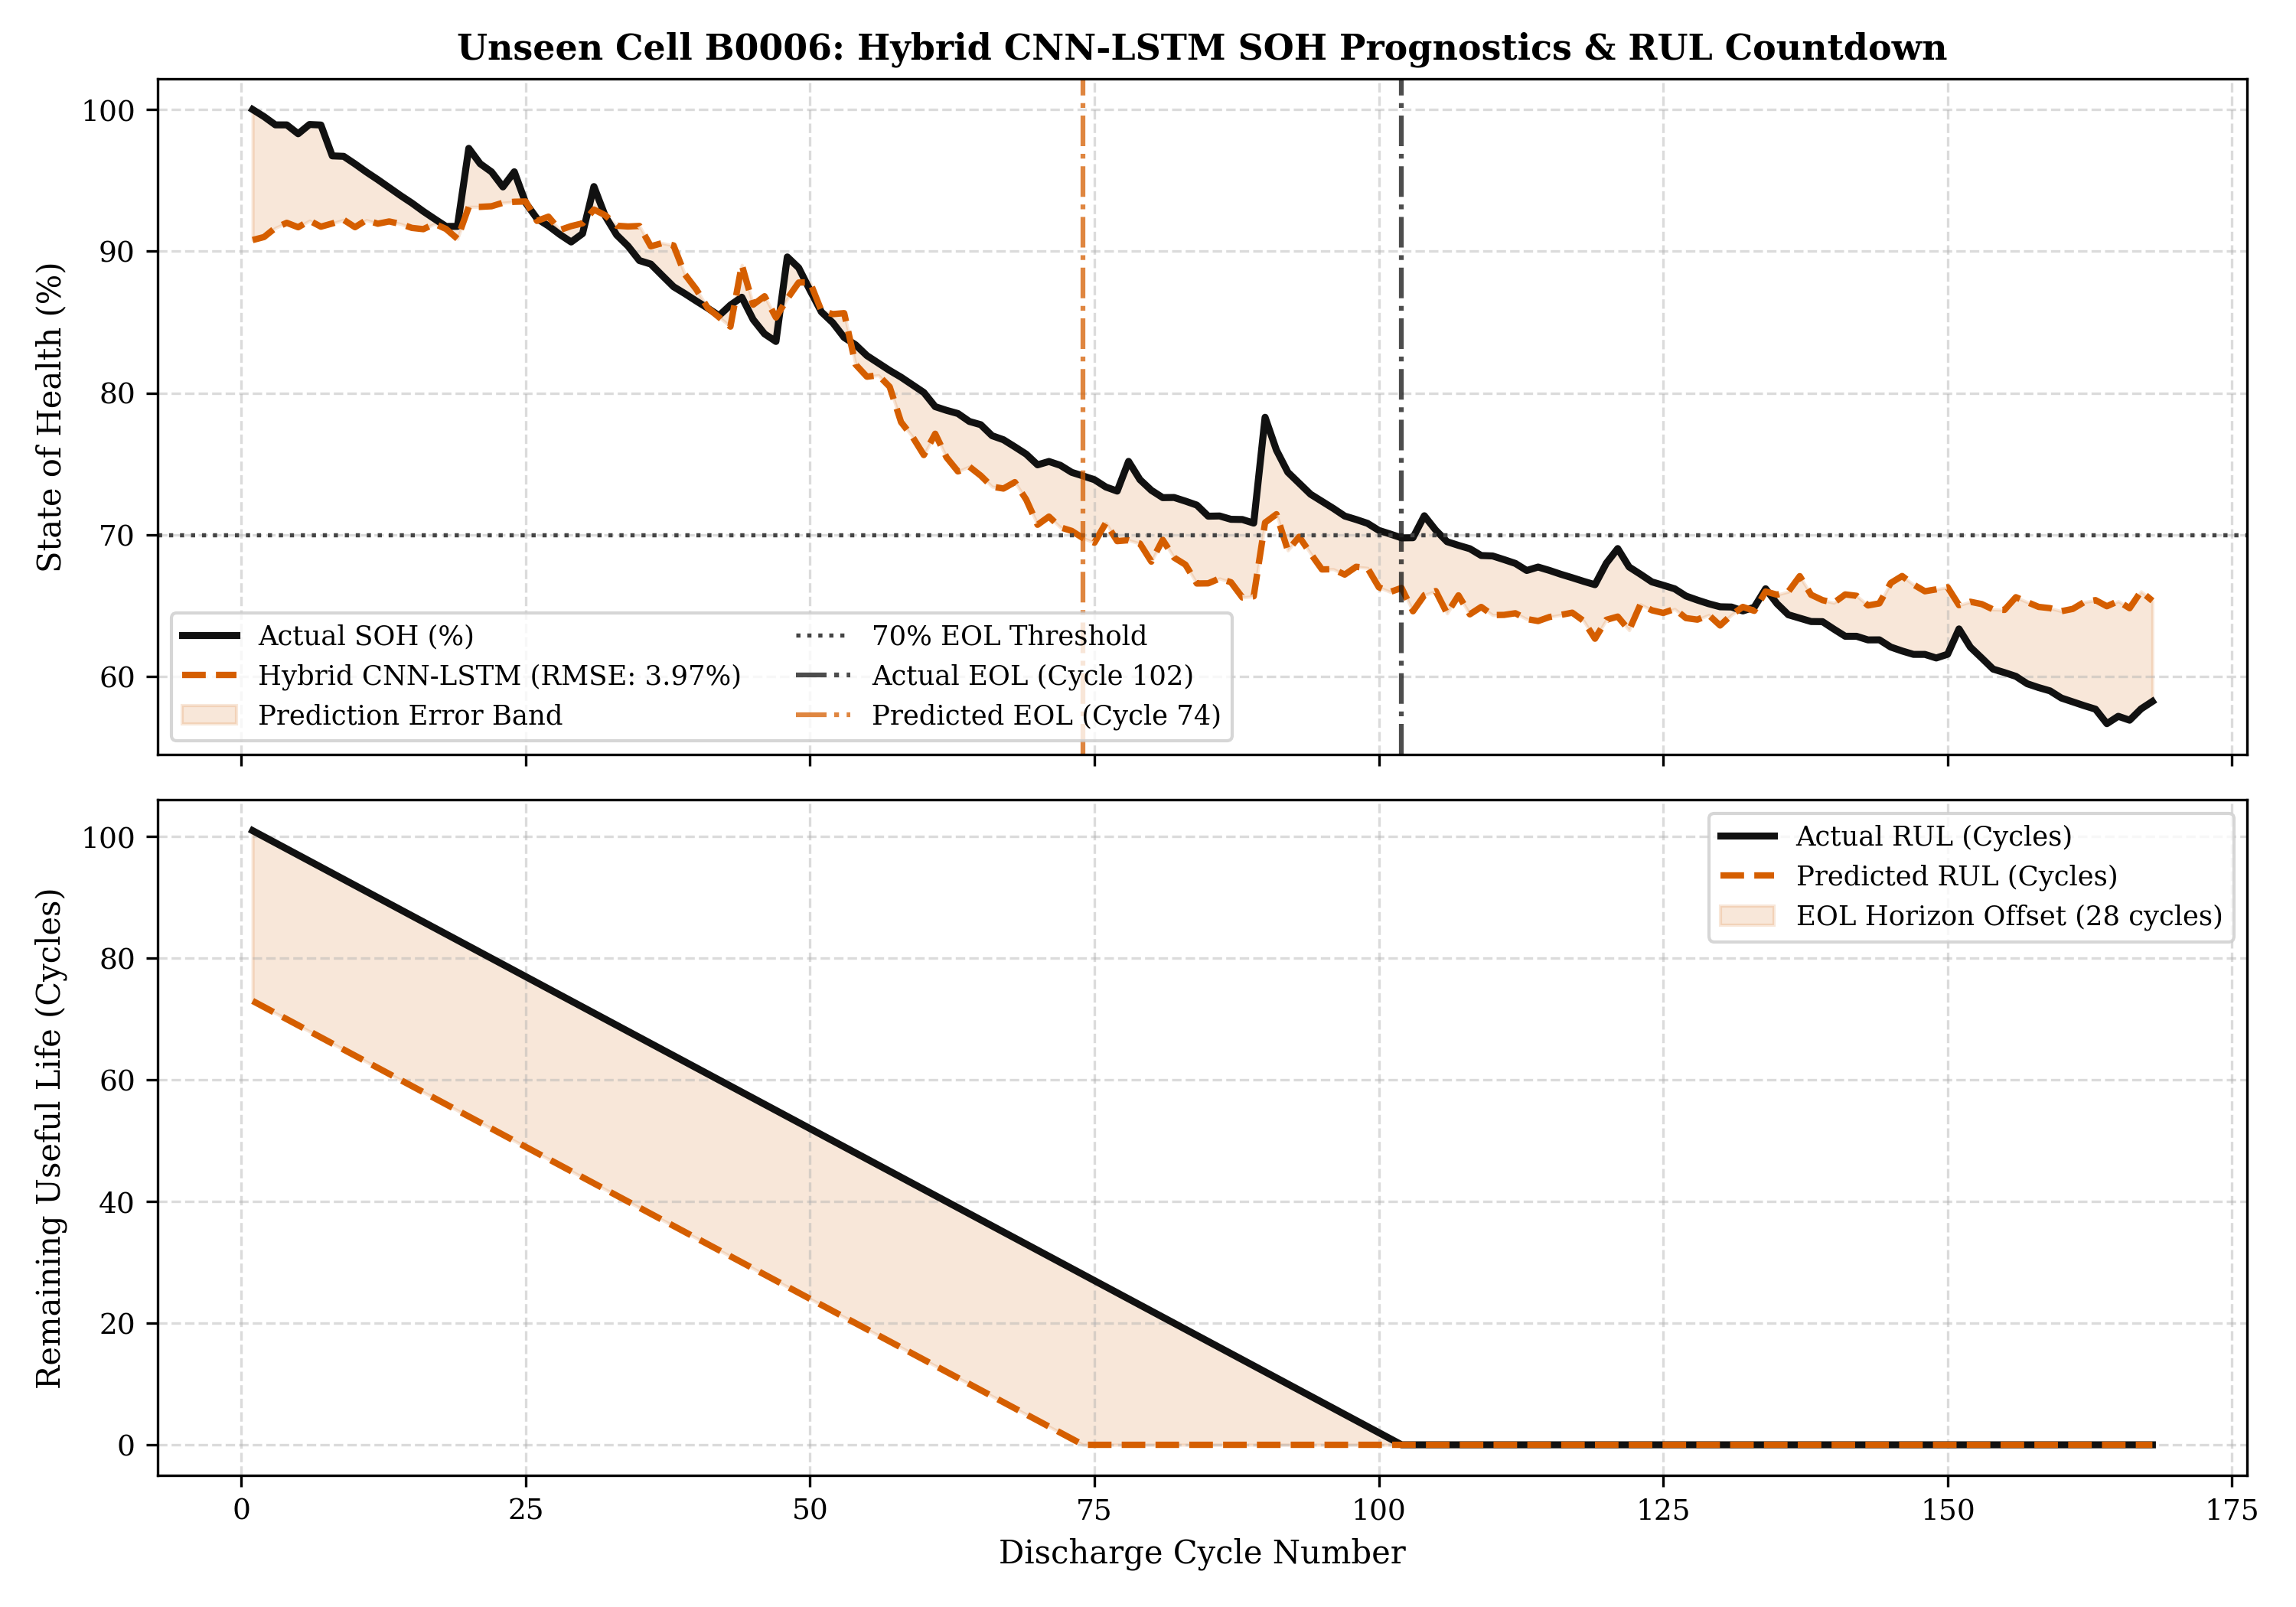 Unseen Cell B0006: Hybrid CNN-LSTM SOH Prognostics & RUL Countdown
State of Health (%)
100
90
80
70
60
Actual SOH (%)
Hybrid CNN-LSTM (RMSE: 3.97%)
Prediction Error Band
70% EOL Threshold
Actual EOL (Cycle 102)
Predicted EOL (Cycle 74)
Remaining Useful Life (Cycles)
100
80
60
40
20
0
Actual RUL (Cycles)
Predicted RUL (Cycles)
EOL Horizon Offset (28 cycles)
0 25 50 75 100 125 150 175
Discharge Cycle Number